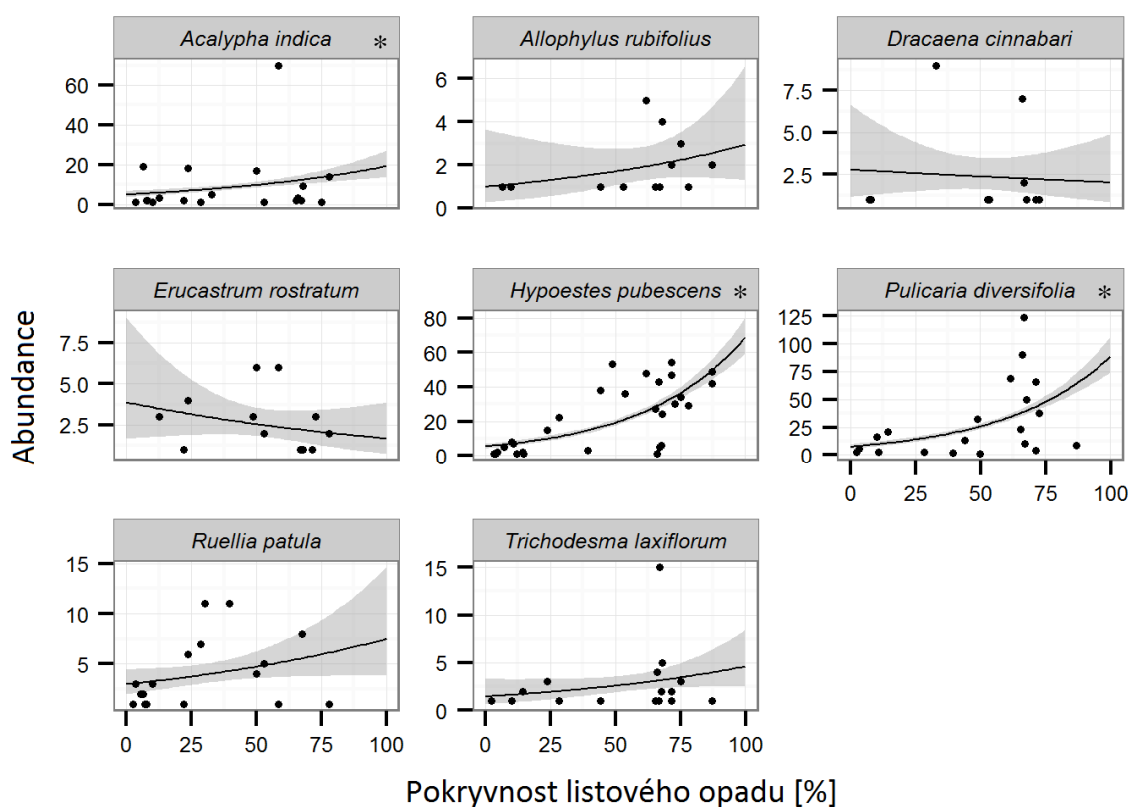 Acalypha indica *
Allophylus rubifolius
Dracaena cinnabari
60
40
20
0
6
4
2
0
7.5
5.0
2.5
Erucastrum rostratum
Hypoestes pubescens *
Pulicaria diversifolia *
7.5
5.0
2.5
80
60
40
20
0
125
100
75
50
25
0
0 25 50 75 100
Abundance
Ruellia patula
Trichodesma laxiflorum
15
10
5
15
10
5
0
0 25 50 75 100
0 25 50 75 100
Pokryvnost listového opadu [%]